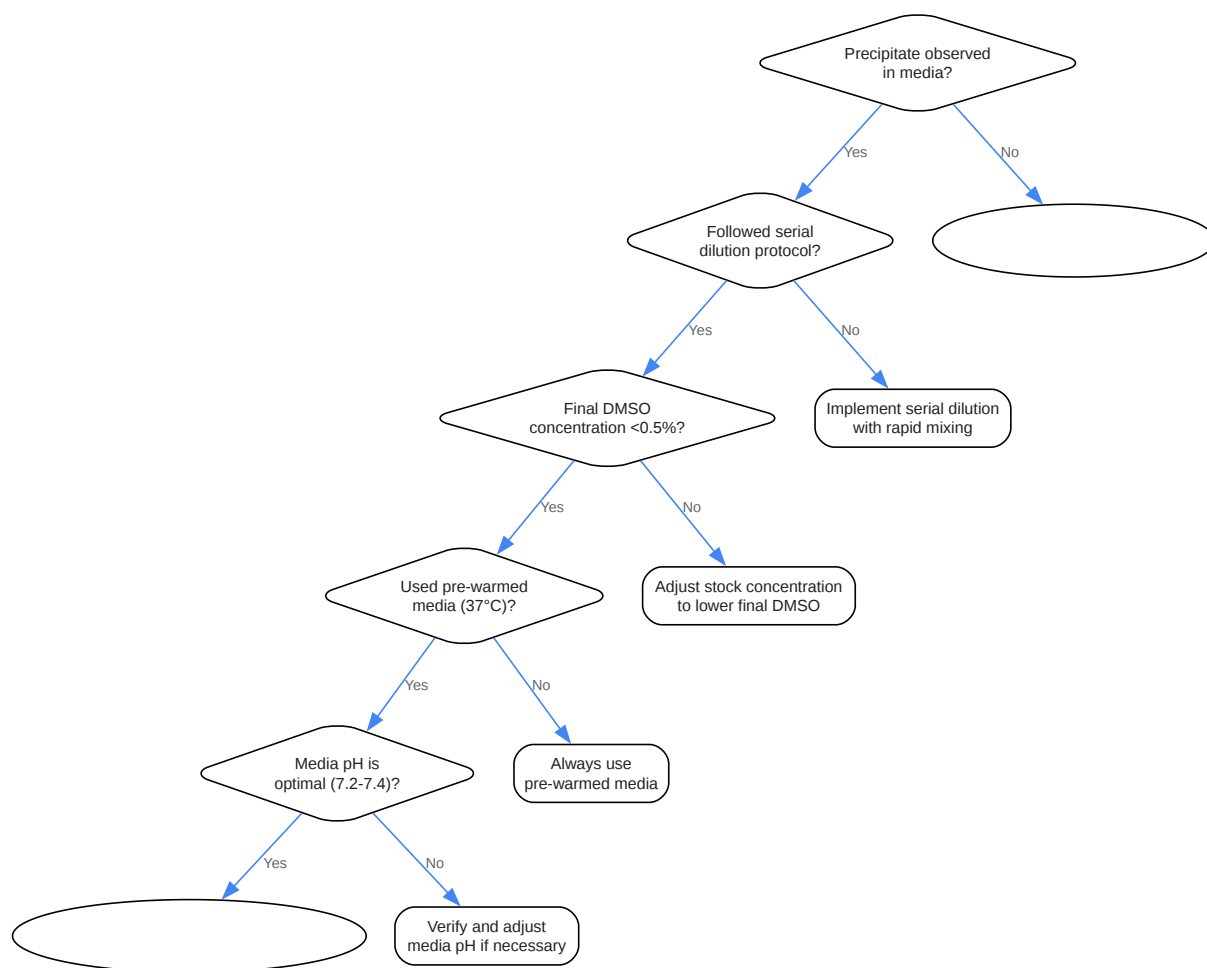 Precipitate observed
in media?
Yes
No
Followed serial
dilution protocol?
Yes
No
Final DMSO
concentration <0.5%?
Implement serial dilution
with rapid mixing
Yes
No
Used pre-warmed
media (37°C)?
Adjust stock concentration
to lower final DMSO
Yes
No
Media pH is
optimal (7.2-7.4)?
Always use
pre-warmed media
Yes
No
Verify and adjust
media pH if necessary